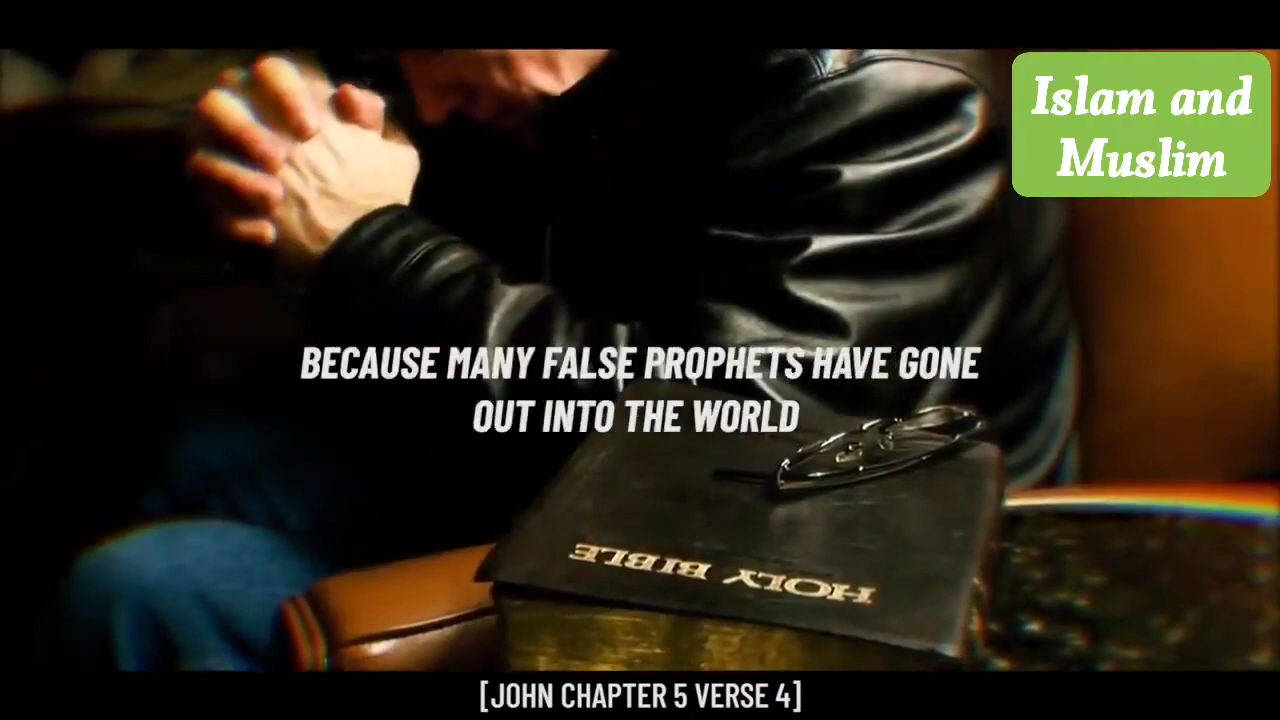 Islam and
Muslim
BECAUSE MANY FALSE PROPHETS HAVE GONE
OUT INTO THE WORLD
HOLY BIBLE
[JOHN CHAPTER 5 VERSE 4]